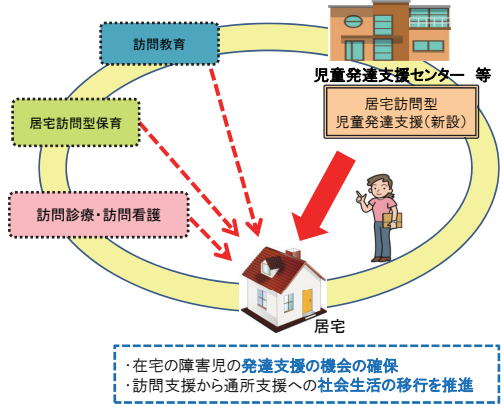 訪問教育
児童発達支援センター 等
居宅訪問型
児童発達支援（新設）
居宅訪問型保育
訪問診療・訪問看護
居宅
・在宅の障害児の発達支援の機会の確保
・訪問支援から通所支援への社会生活の移行を推進